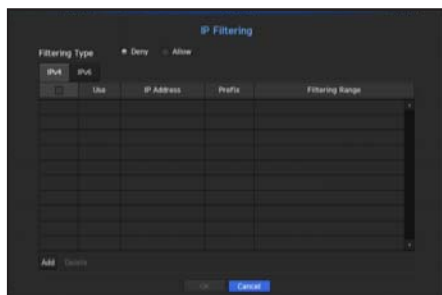 IP Filtering
Filtering Type Deny Allow
IPv4 IPv6
Use IP Address Prefix Filtering Range
Add Delete
OK Cancel